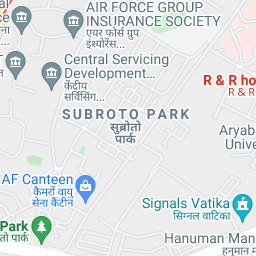 AIR FORCE GROUP
INSURANCE SOCIETY
एयर फोर्स ग्रुप
इंश्योरेंस...
Central Servicing
Development...
केंद्रीय
सर्विसिंग...
R & R ho
R & R
SUBROTO PARK
सुब्रोतो
पार्क
Aryab
Unive
AF Canteen
कैमरों वायु
सेना कैंटीन
Signals Vatika
सिग्नल वाटिका
Park
तो पार्क
Hanuman Man
हनुमान म